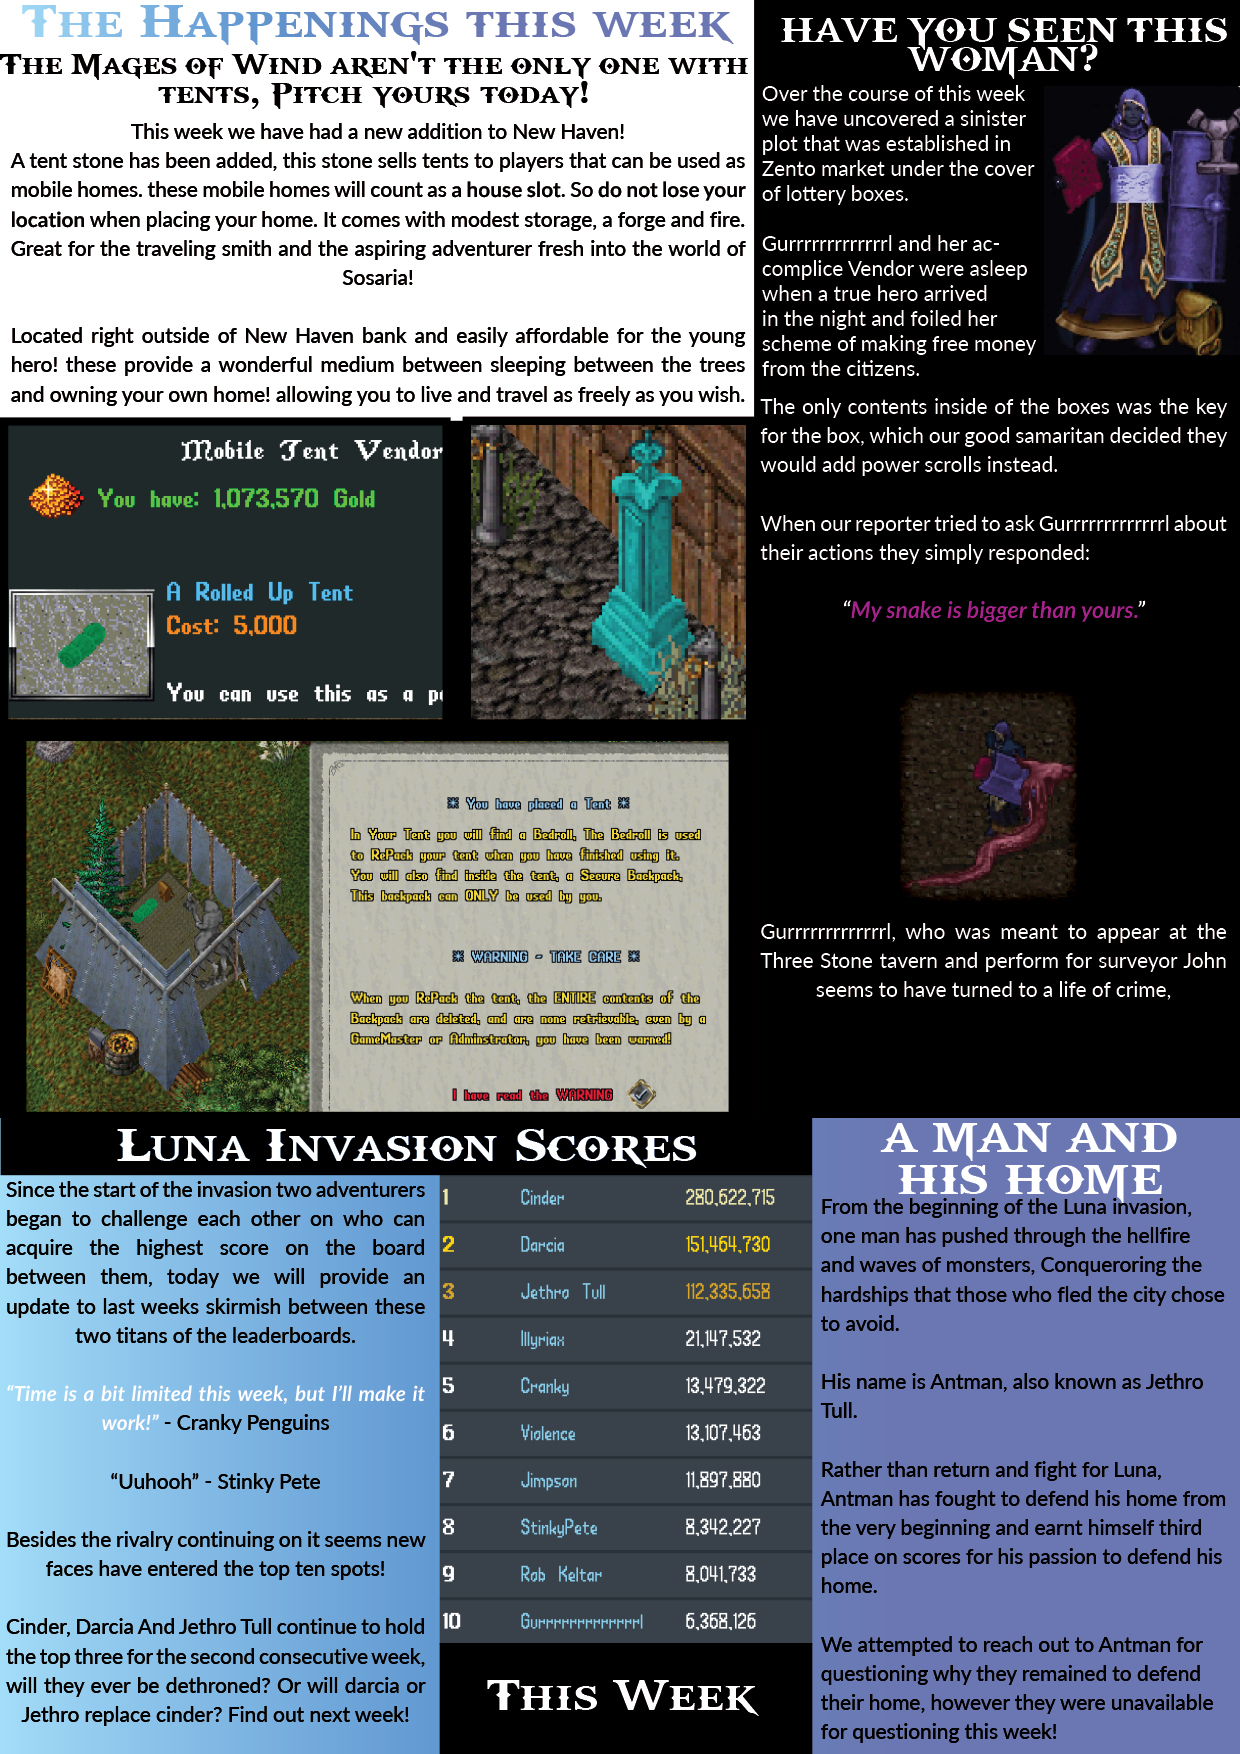 The Happenings this week
The Mages of Wind aren't the only one with
tents, Pitch yours today!
This week we have had a new addition to New Haven!
A tent stone has been added, this stone sells tents to players that can be used as
mobile homes. these mobile homes will count as a house slot. So do not lose your
location when placing your home. It comes with modest storage, a forge and fire.
Great for the traveling smith and the aspiring adventurer fresh into the world of
Sosaria!
Located right outside of New Haven bank and easily affordable for the young
hero! these provide a wonderful medium between sleeping between the trees
and owning your own home! allowing you to live and travel as freely as you wish.
Mobile Tent Vendor
You have: 1,073,570 Gold
A Rolled Up Tent
Cost: 5,000
You can use this as a
You have placed a Tent
In Your Tent you will find a Bedroll, The Bedroll is used
to RePack your tent when you have finished using it.
You will also find inside the tent, a Secure Backpack,
This backpack can ONLY be used by you.
WARNING - TAKE CARE
When you RePack the tent, the ENTIRE contents of the
Backpack are deleted, and are none retrievable, even by a
GameMaster or Adminstrator, you have been warned!
I have read the WARNING
HAVE YOU SEEN THIS
WOMAN?
Over the course of this week
we have uncovered a sinister
plot that was established in
Zento market under the cover
of lottery boxes.
Gurrrrrrrrrrrrrl and her ac-
complice Vendor were asleep
when a true hero arrived
in the night and foiled her
scheme of making free money
from the citizens.
The only contents inside of the boxes was the key
for the box, which our good samaritan decided they
would add power scrolls instead.
When our reporter tried to ask Gurrrrrrrrrrrrrl about
their actions they simply responded:
“My snake is bigger than yours.”
Gurrrrrrrrrrrrrl, who was meant to appear at the
Three Stone tavern and perform for surveyor John
seems to have turned to a life of crime,
Luna Invasion Scores
Since the start of the invasion two adventurers
began to challenge each other on who can
acquire the highest score on the board
between them, today we will provide an
update to last weeks skirmish between these
two titans of the leaderboards.
“Time is a bit limited this week, but I’ll make it
work!” - Cranky Penguins
“Uuhooh” - Stinky Pete
Besides the rivalry continuing on it seems new
faces have entered the top ten spots!
Cinder, Darcia And Jethro Tull continue to hold
the top three for the second consecutive week,
will they ever be dethroned? Or will darcia or
Jethro replace cinder? Find out next week!
1 Cinder 280,622,715
2 Darcia 151,464,730
3 Jethro Tull 112,335,658
4 Illyriax 21,147,532
5 Cranky 13,479,322
6 Violence 13,107,463
7 Jimpson 11,897,880
8 StinkyPete 8,342,227
9 Rab Keltar 8,041,733
10 Gurrrrrrrrrrrrrl 6,368,126
This Week
A MAN AND
HIS HOME
From the beginning of the Luna invasion,
one man has pushed through the hellfire
and waves of monsters, Conqueroring the
hardships that those who fled the city chose
to avoid.
His name is Antman, also known as Jethro
Tull.
Rather than return and fight for Luna,
Antman has fought to defend his home from
the very beginning and earnt himself third
place on scores for his passion to defend his
home.
We attempted to reach out to Antman for
questioning why they remained to defend
their home, however they were unavailable
for questioning this week!